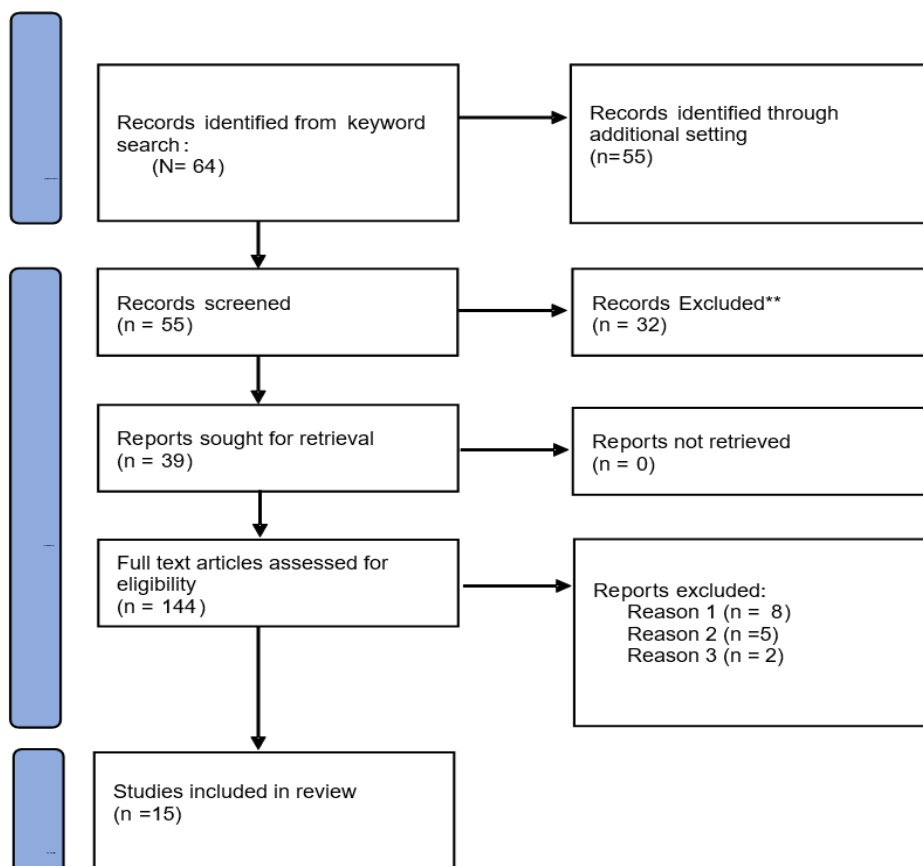 Records identified from keyword
search :
(N= 64)
Records identified through
additional setting
(n=55)
Records screened
(n = 55)
Records Excluded**
(n = 32)
Reports sought for retrieval
(n = 39)
Reports not retrieved
(n = 0)
Full text articles assessed for
eligibility
(n = 144)
Reports excluded:
Reason 1 (n = 8)
Reason 2 (n =5)
Reason 3 (n = 2)
Studies included in review
(n =15)